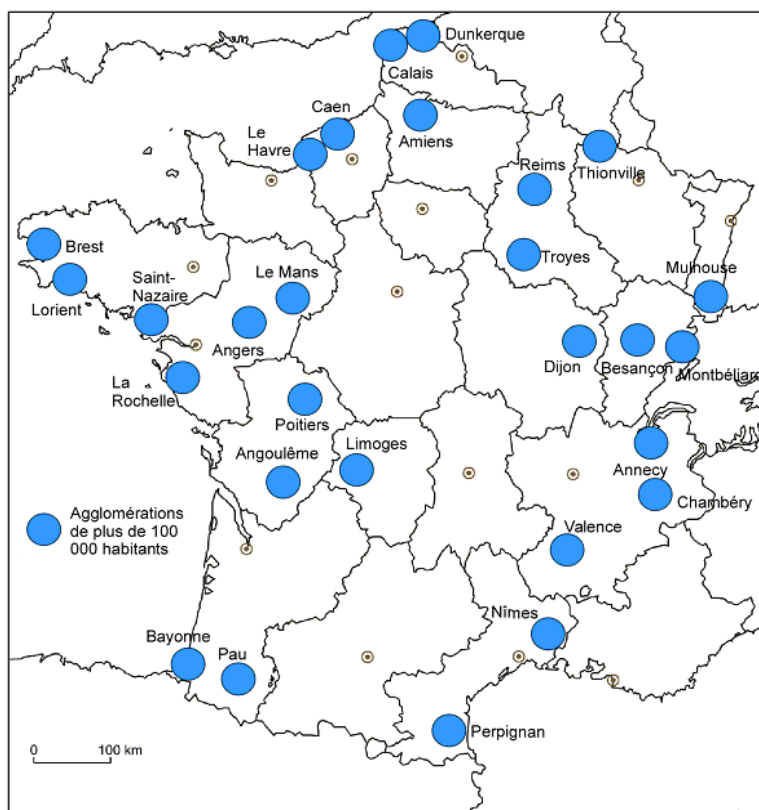 Dunkerque
Calais
Caen
Le
Havre
Amiens
Reims
Thionville
Brest
Lorient
Saint-
Nazaire
Le Mans
Troyes
Mulhouse
Angers
Dijon
Besançon
Montbéliard
La
Rochelle
Poitiers
Angoulême
Limoges
Annecy
Chambéry
Agglomérations
de plus de 100
000 habitants
Valence
Nîmes
Bayonne
Pau
Perpignan
0
100 km